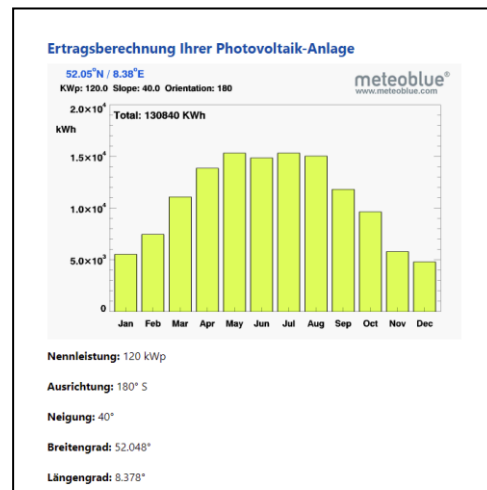 Ertragsberechnung Ihrer Photovoltaik-Anlage
52.05°N / 8.38°E
KWp: 120.0 Slope: 40.0 Orientation: 180
meteoblue®
www.meteoblue.com
2.0×10⁴
Total: 130840 KWh
kWh
1.5×10⁴
1.0×10⁴
5.0×10³
0
Jan Feb Mar Apr May Jun Jul Aug Sep Oct Nov Dec
Nennleistung: 120 kWp
Ausrichtung: 180° S
Neigung: 40°
Breitengrad: 52.048°
Längengrad: 8.378°